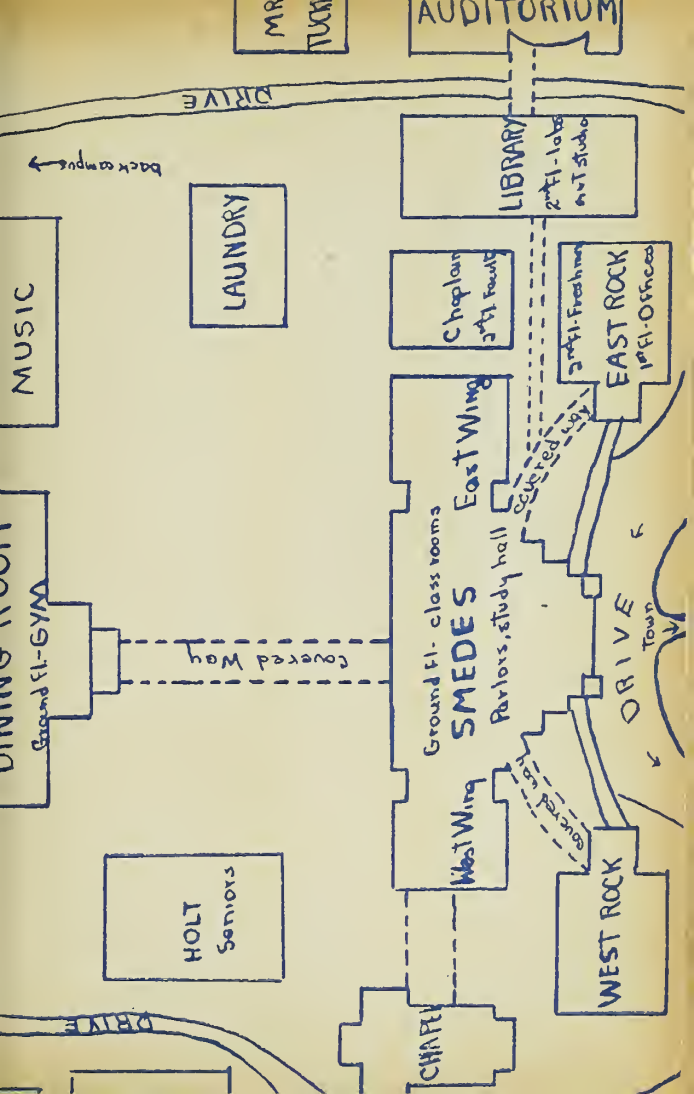 AUDITORIUM
DRIVE
back campus
LIBRARY
2nd Fl-labs
Art studio
LAUNDRY
MUSIC
Chaplain
2nd Fl-Freshmen
EAST ROCK
1st Fl-Offices
East Wing
covered way
Ground Fl- class rooms
SMEDES
Parlors, study hall
covered Way
Ground Fl.-GYM
DRIVE
Town
West Wing
covered way
HOLT
Seniors
WEST ROCK
CHAPEL
DRIVE